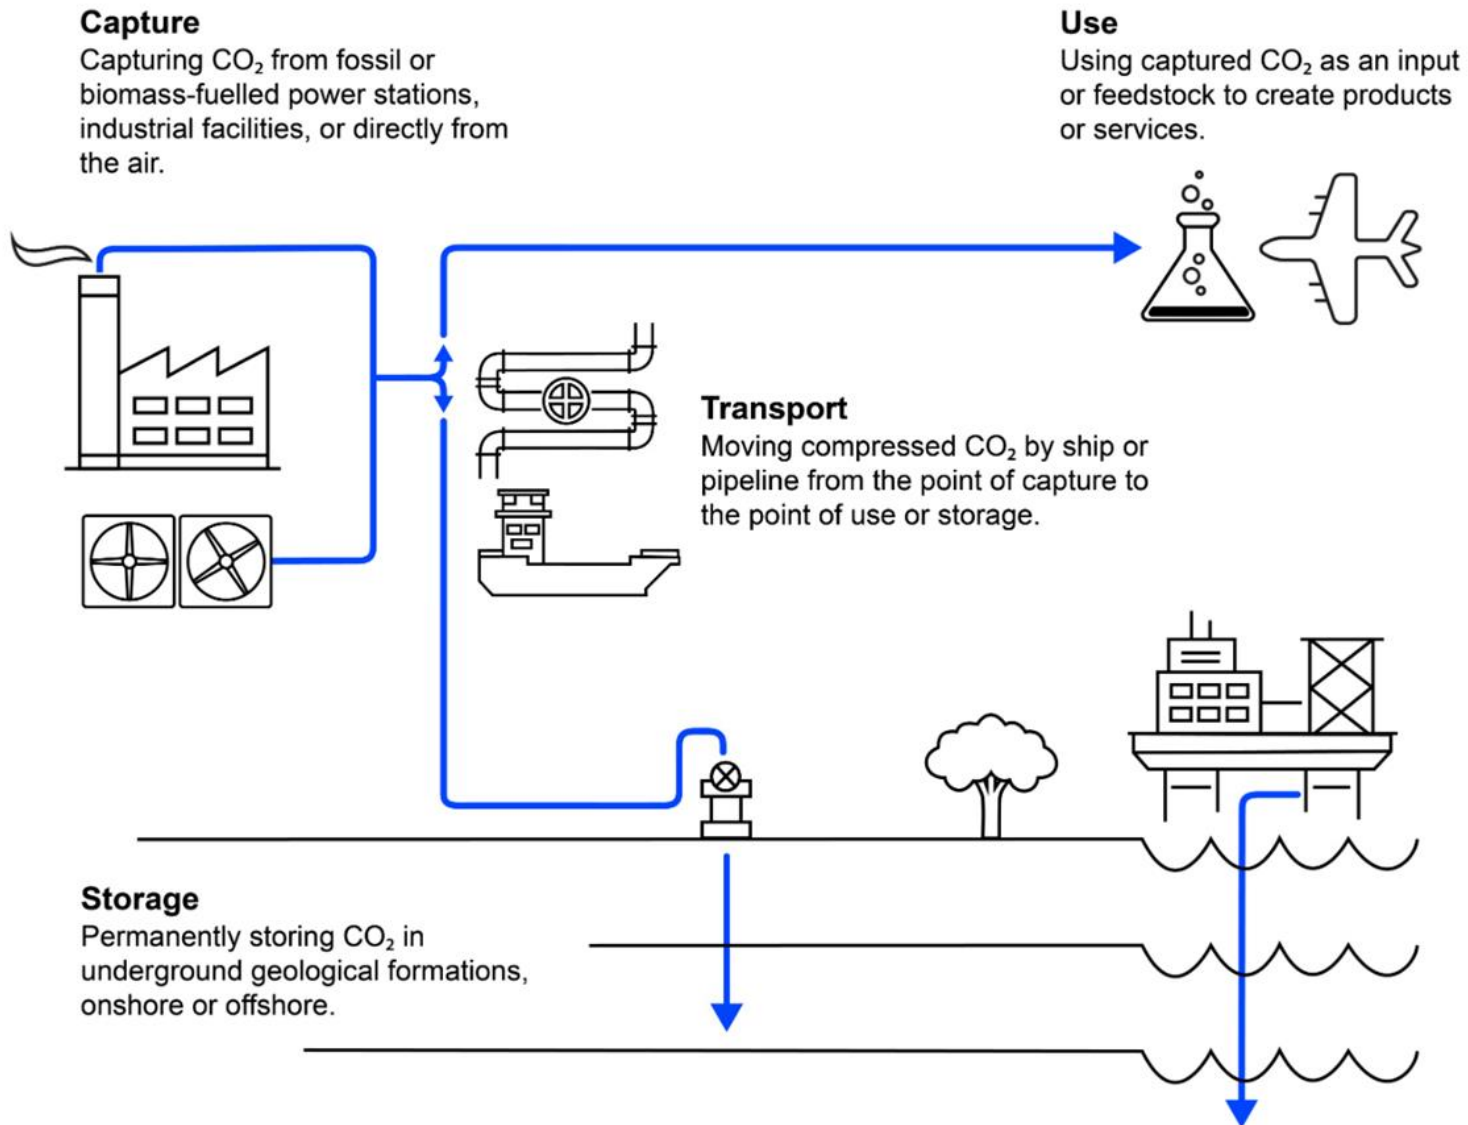 Capture
Capturing CO₂ from fossil or
biomass-fuelled power stations,
industrial facilities, or directly from
the air.
Use
Using captured CO₂ as an input
or feedstock to create products
or services.
Transport
Moving compressed CO₂ by ship or
pipeline from the point of capture to
the point of use or storage.
Storage
Permanently storing CO₂ in
underground geological formations,
onshore or offshore.